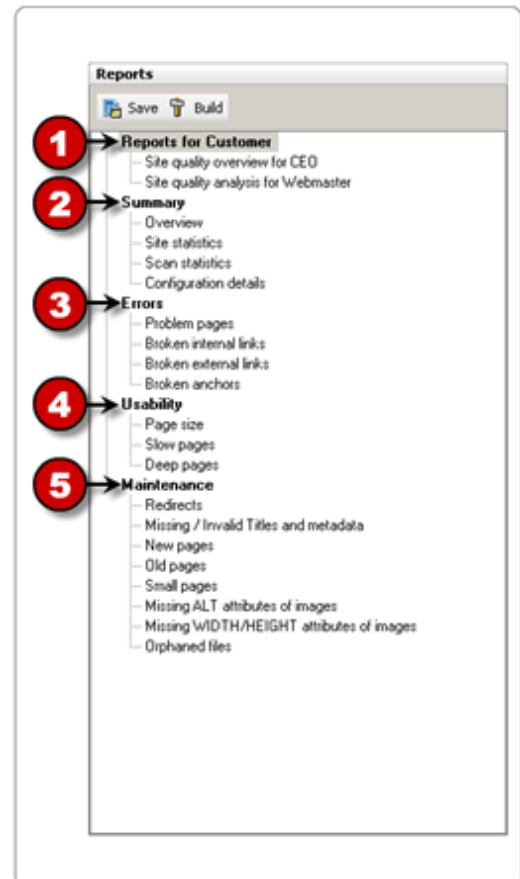 Reports
Save Build
1 Reports for Customer
Site quality overview for CEO
Site quality analysis for Webmaster
2 Summary
Overview
Site statistics
Scan statistics
Configuration details
3 Errors
Problem pages
Broken internal links
Broken external links
Broken anchors
4 Usability
Page size
Slow pages
Deep pages
5 Maintenance
Redirects
Missing / Invalid Titles and metadata
New pages
Old pages
Small pages
Missing ALT attributes of images
Missing WIDTH/HEIGHT attributes of images
Orphaned files